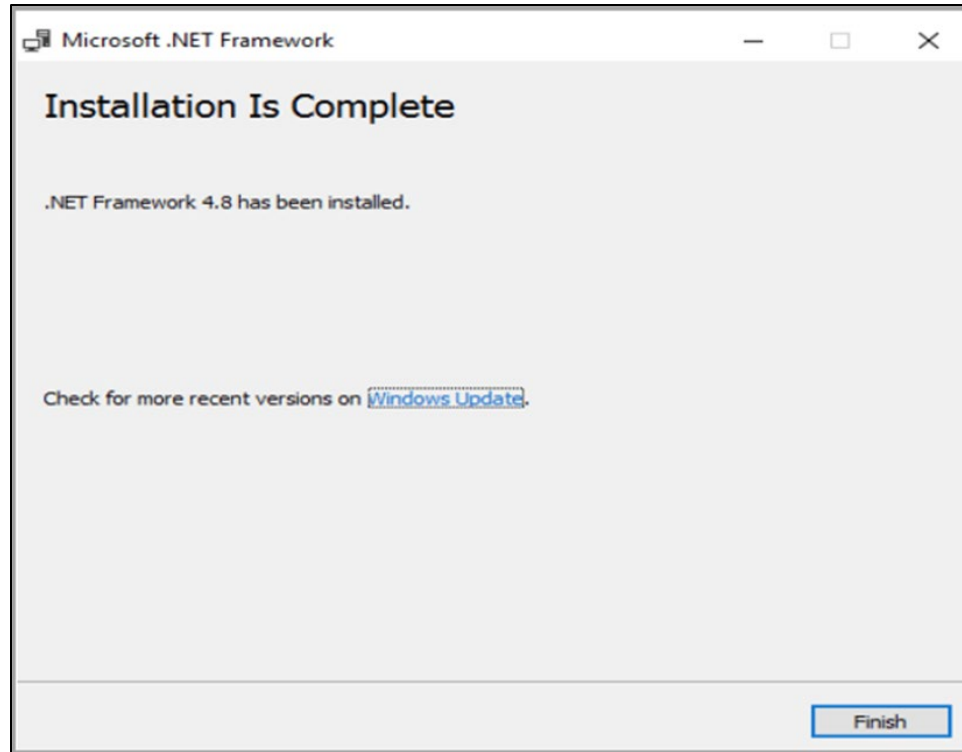 Microsoft .NET Framework
Installation Is Complete
.NET Framework 4.8 has been installed.
Check for more recent versions on Windows Update.
Finish